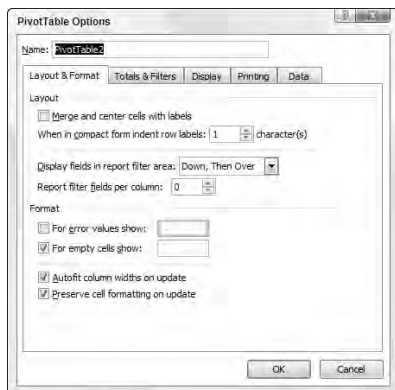 PivotTable Options
Name: PivotTable2
Layout & Format Totals & Filters Display Printing Data
Layout
Merge and center cells with labels
When in compact form indent row labels: 1 character(s)
Display fields in report filter area: Down, Then Over
Report filter fields per column: 0
Format
For error values show:
For empty cells show:
Autofit column widths on update
Preserve cell formatting on update
OK Cancel